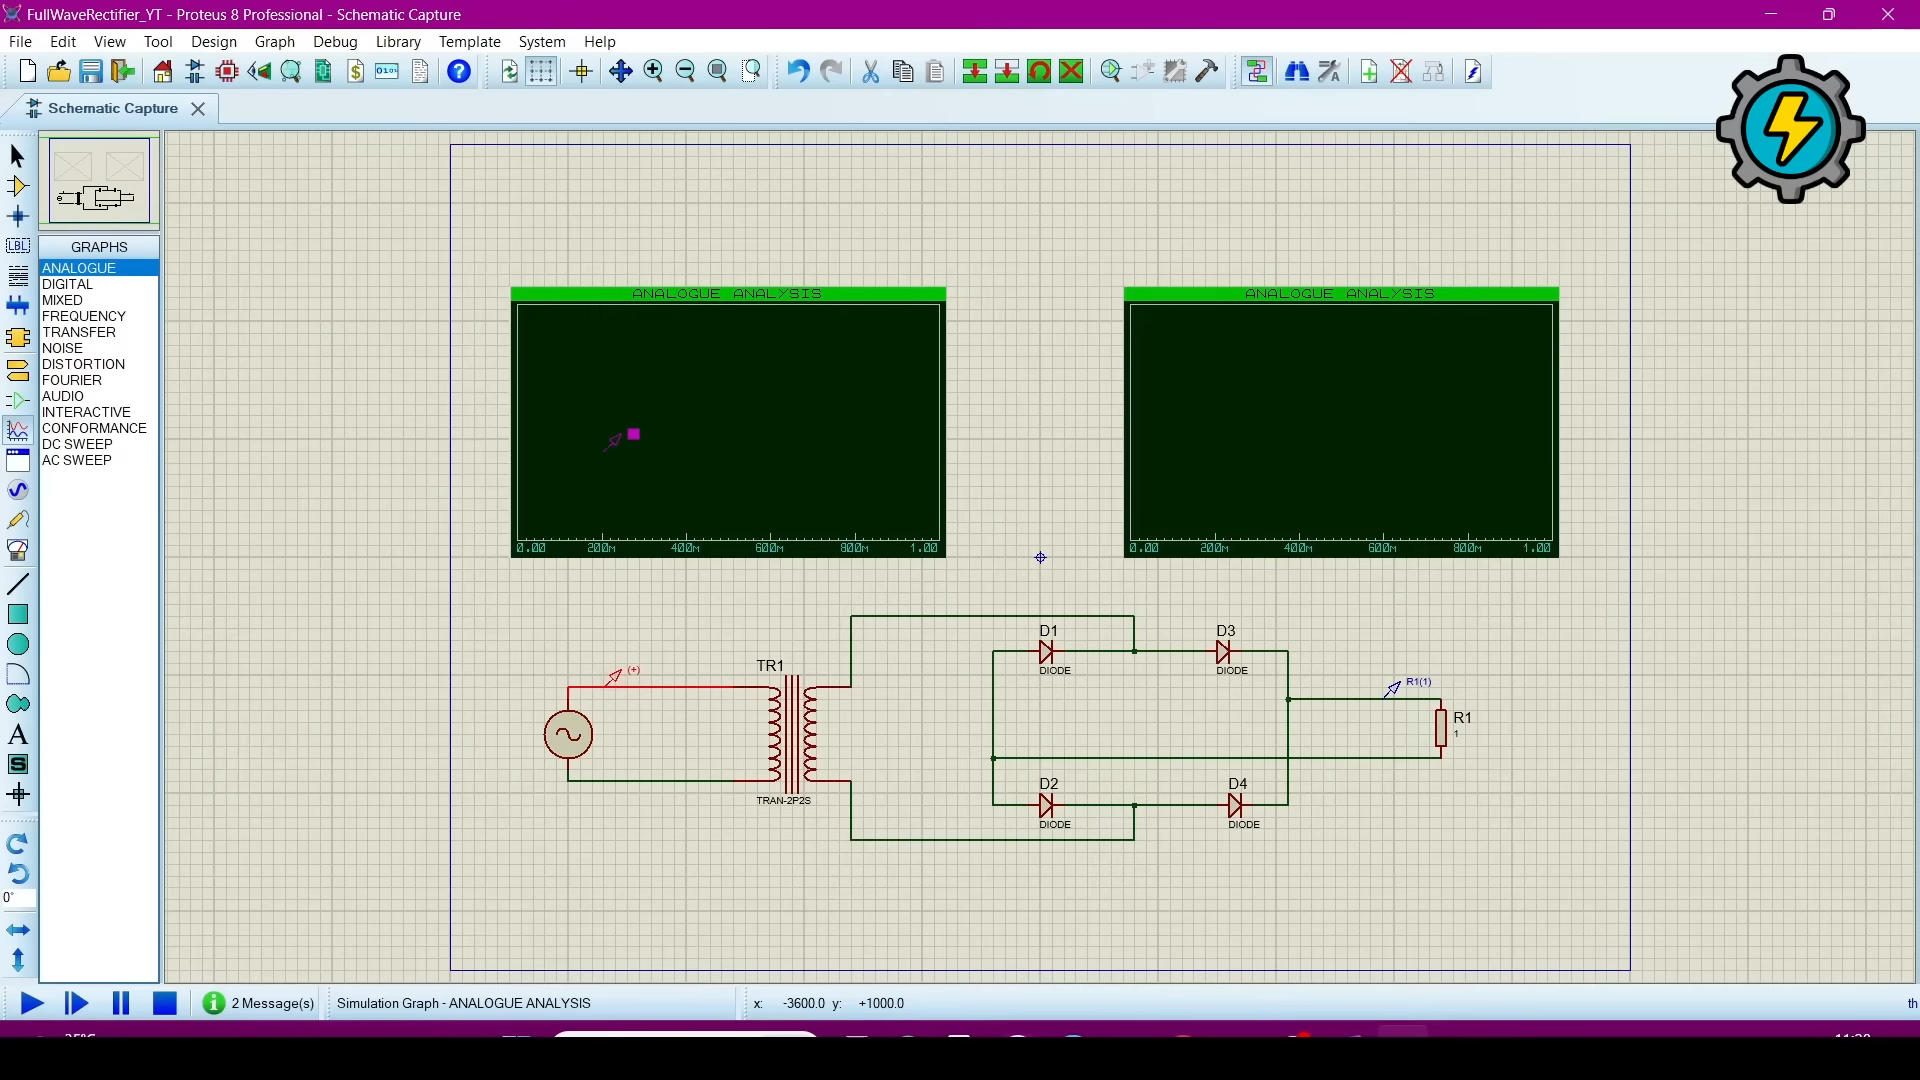 FullWaveRectifier_YT - Proteus 8 Professional - Schematic Capture
File Edit View Tool Design Graph Debug Library Template System Help
Schematic Capture
LBL
GRAPHS
ANALOGUE
DIGITAL
MIXED
FREQUENCY
TRANSFER
NOISE
DISTORTION
FOURIER
AUDIO
INTERACTIVE
CONFORMANCE
DC SWEEP
AC SWEEP
A
S
0°
ANALOGUE ANALYSIS
0.00 200m 400m 600m 800m 1.00
ANALOGUE ANALYSIS
0.00 200m 400m 600m 800m 1.00
(+)
TR1
TRAN-2P2S
D1
DIODE
D3
DIODE
D2
DIODE
D4
DIODE
R1(1)
R1
1
2 Message(s) Simulation Graph - ANALOGUE ANALYSIS x: -3600.0 y: +1000.0 th